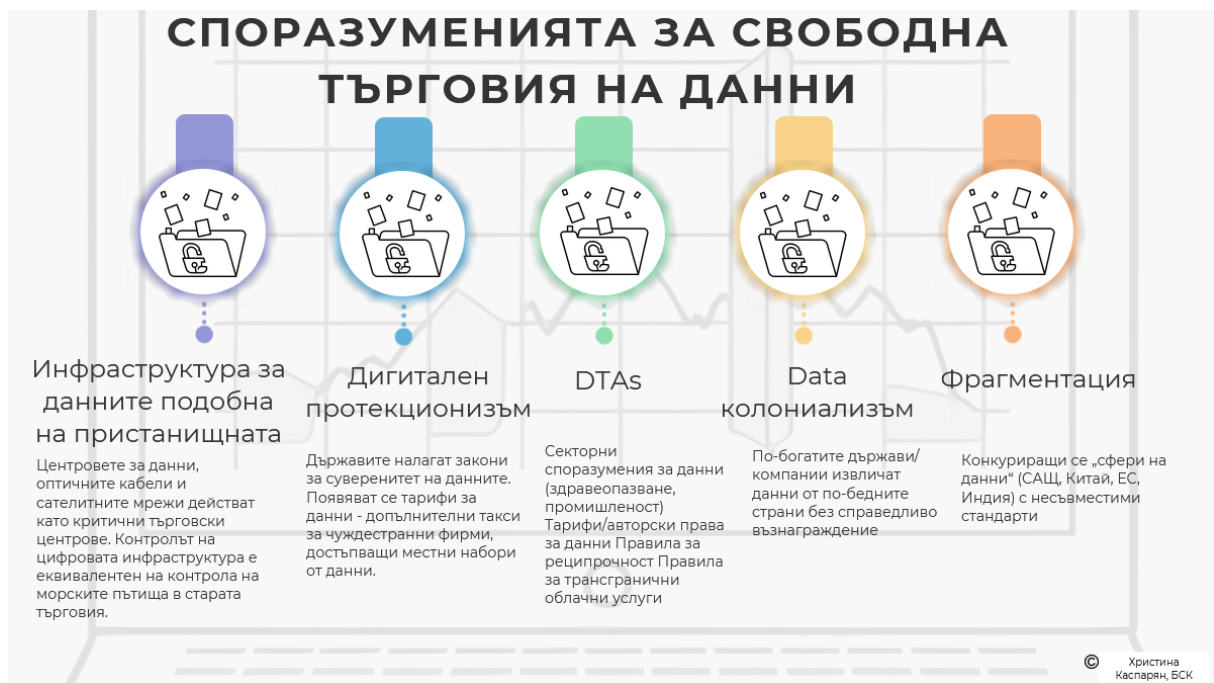 СПОРАЗУМЕНИЯТА ЗА СВОБОДНА
ТЪРГОВИЯ НА ДАННИ
Инфраструктура за
данните подобна
на пристанищната
Центровете за данни,
оптичните кабели и
сателитните мрежи действат
като критични търговски
центрове. Контролът на
цифровата инфраструктура е
еквивалентен на контрола на
морските пътища в старата
търговия.
Дигитален
протекционизъм
Държавите налагат закони
за суверенитет на данните.
Появяват се тарифи за
данни - допълнителни такси
за чуждестранни фирми,
достъпващи местни набори
от данни.
DTAs
Секторни
споразумения за данни
(здравеопазване,
промишленост)
Тарифи/авторски права
за данни Правила за
реципрочност Правила
за трансгранични
облачни услуги
Data
колониализъм
По-богатите държави/
компании извличат
данни от по-бедните
страни без справедливо
възнаграждение
Фрагментация
Конкуриращи се „сфери на
данни“ (САЩ, Китай, ЕС,
Индия) с несъвместими
стандарти
© Христина
Каспарян, БСК